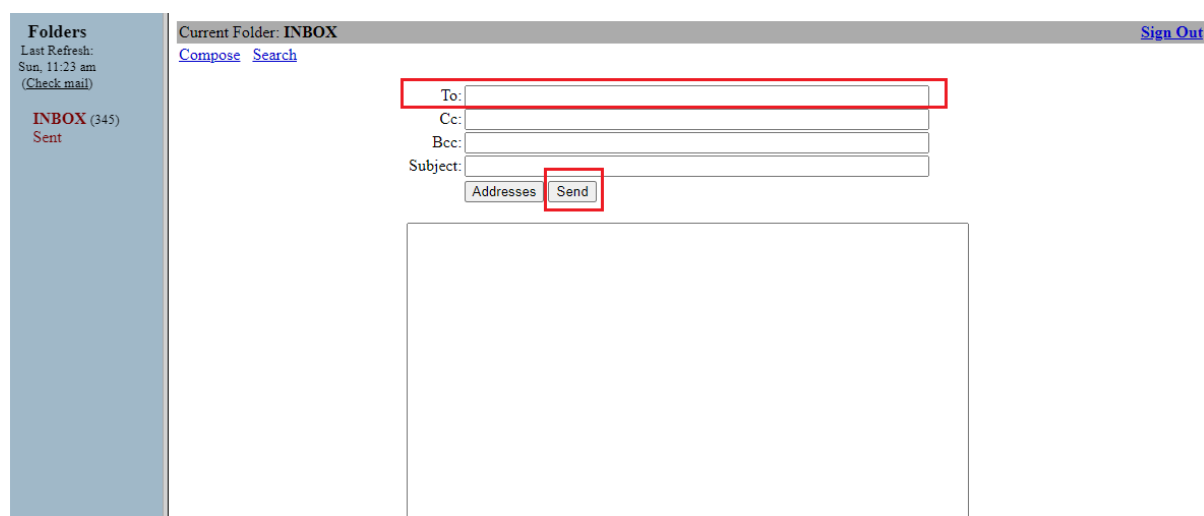 Folders
Last Refresh:
Sun, 11:23 am
(Check mail)
INBOX (345)
Sent
Current Folder: INBOX
Sign Out
Compose Search
To:
Cc:
Bcc:
Subject:
Addresses Send